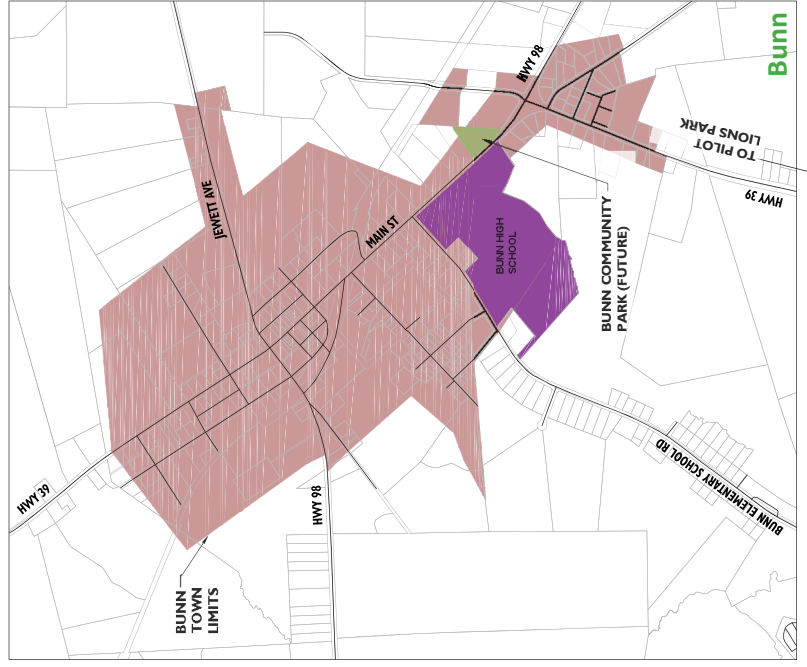 Bunn
HWY 98
TO PILOT
LIONS PARK
HWY 39
JEWETT AVE
MAIN ST
BUNN HIGH
SCHOOL
BUNN COMMUNITY
PARK (FUTURE)
HWY 39
HWY 98
BUNN ELEMENTARY SCHOOL RD
BUNN
TOWN
LIMITS